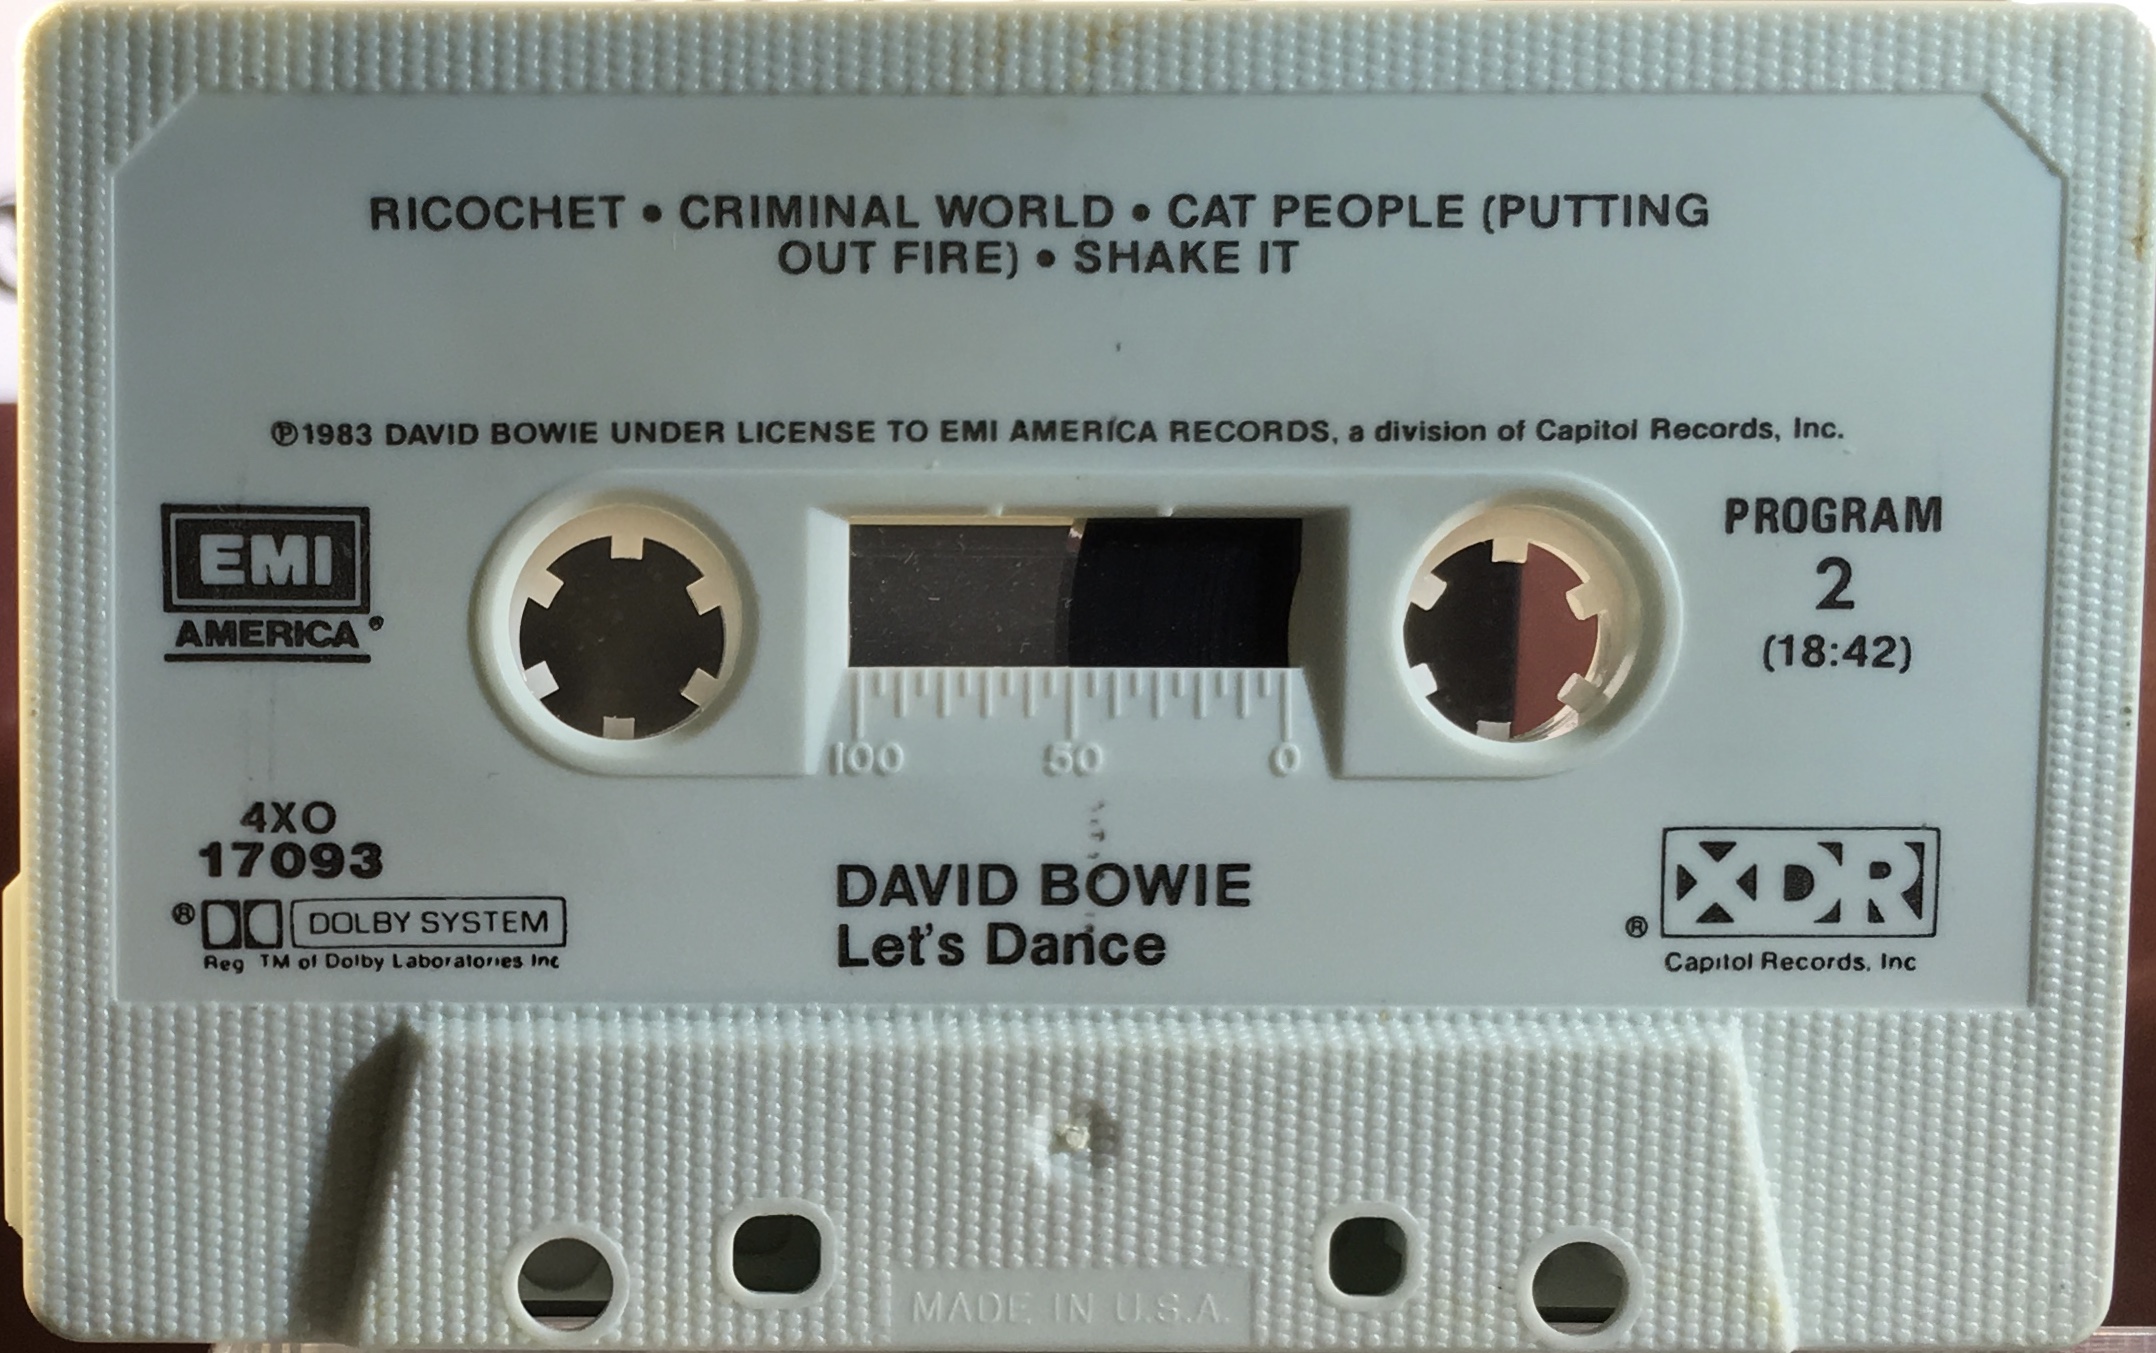 RICOCHET • CRIMINAL WORLD • CAT PEOPLE (PUTTING
OUT FIRE) • SHAKE IT
℗1983 DAVID BOWIE UNDER LICENSE TO EMI AMERICA RECORDS, a division of Capitol Records, Inc.
EMI
AMERICA®
PROGRAM
2
(18:42)
100 50 0
4XO
17093
® DOLBY SYSTEM
Reg TM of Dolby Laboratories Inc
DAVID BOWIE
Let's Dance
® XDR
Capitol Records, Inc
MADE IN U.S.A.